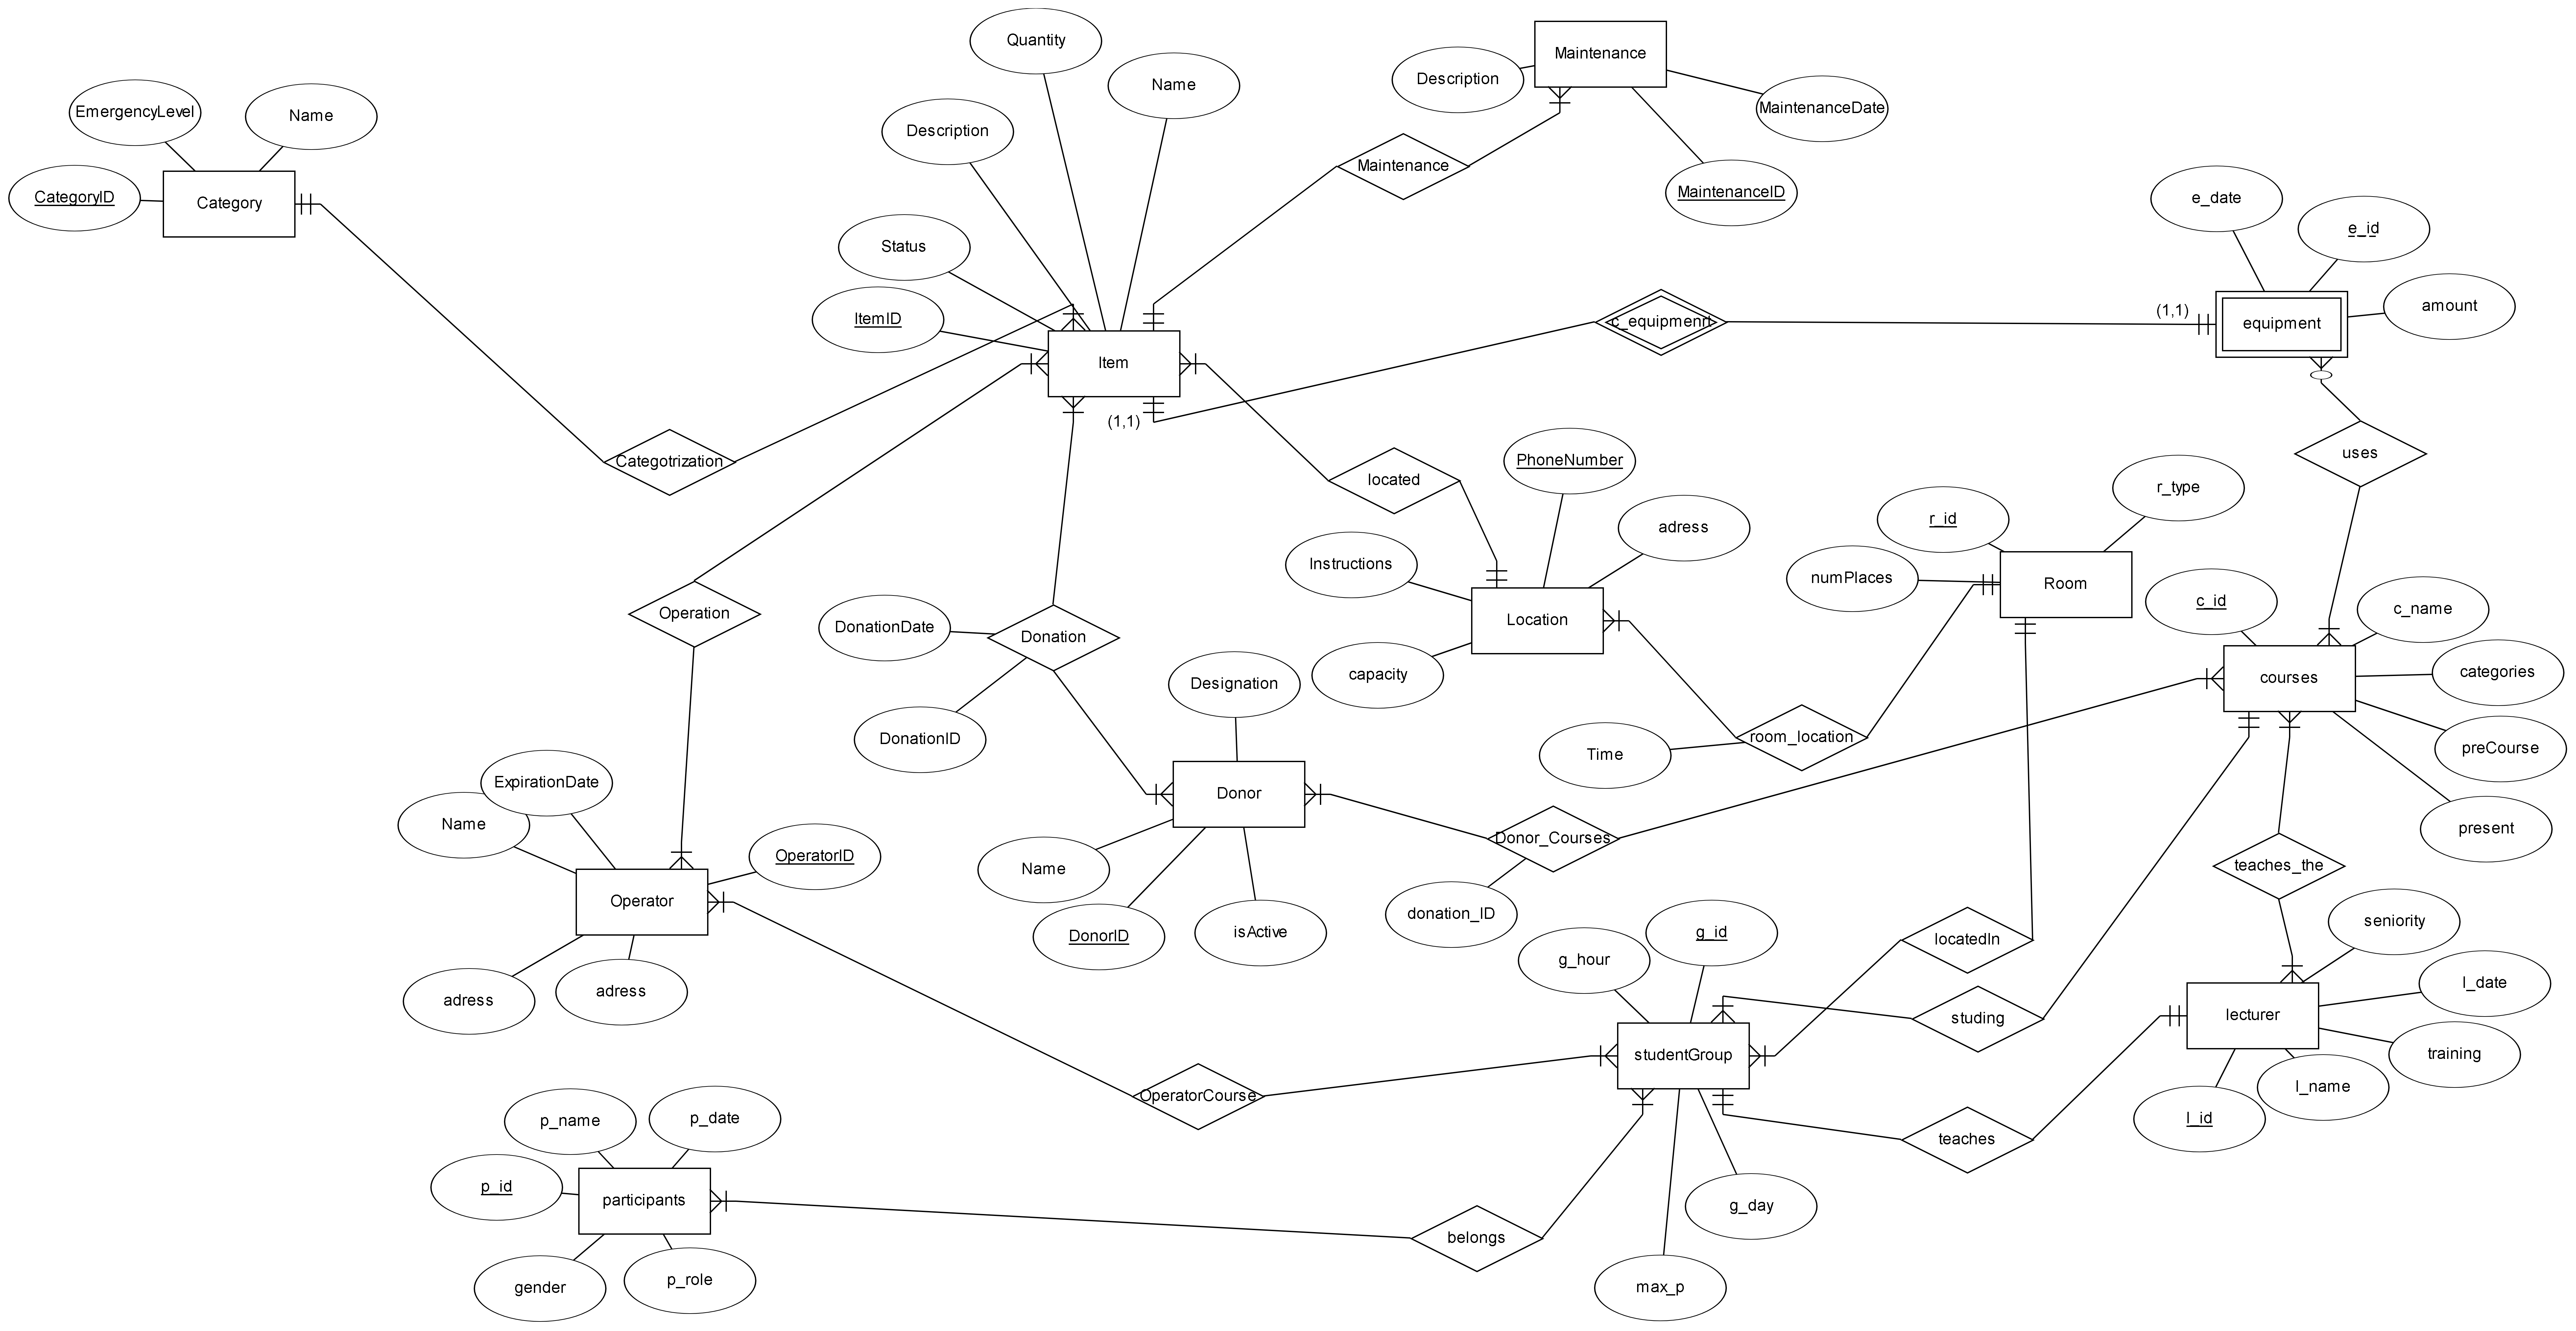 Quantity
Maintenance
Description
Name
MaintenanceDate
EmergencyLevel
Name
Description
Maintenance
CategoryID
Category
MaintenanceID
e_date
e_id
Status
ItemID
c_equipmenn
(1,1)
equipment
amount
Item
(1,1)
Categotrization
located
PhoneNumber
uses
r_type
r_id
adress
Instructions
numPlaces
Room
Operation
DonationDate
Donation
Location
c_id
c_name
capacity
categories
courses
Designation
DonationID
room_location
Time
preCourse
ExpirationDate
Name
Donor
Donor_Courses
present
OperatorID
Name
teaches_the
Operator
DonorID
isActive
donation_ID
g_id
locatedIn
seniority
g_hour
adress
adress
l_date
studing
lecturer
studentGroup
training
OperatorCourse
l_name
p_name
p_date
l_id
teaches
p_id
participants
g_day
belongs
gender
p_role
max_p